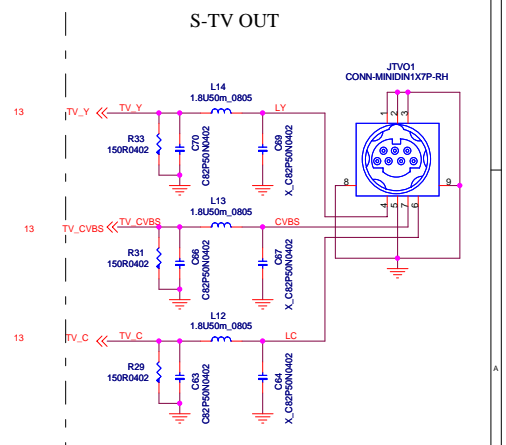 S-TV OUT
JTVO1
CONN-MINIDIN1X7P-RH
L14
1.8U50m_0805
13
TV_Y
TV_Y
LY
1
2
3
R33
150R0402
C70
C82P50N0402
C69
X_C82P50N0402
8
9
4
5
7
6
L13
1.8U50m_0805
13
TV_CVBS
TV_CVBS
CVBS
R31
150R0402
C66
C82P50N0402
C67
X_C82P50N0402
L12
1.8U50m_0805
13
TV_C
TV_C
LC
R29
150R0402
C63
C82P50N0402
C64
X_C82P50N0402
A